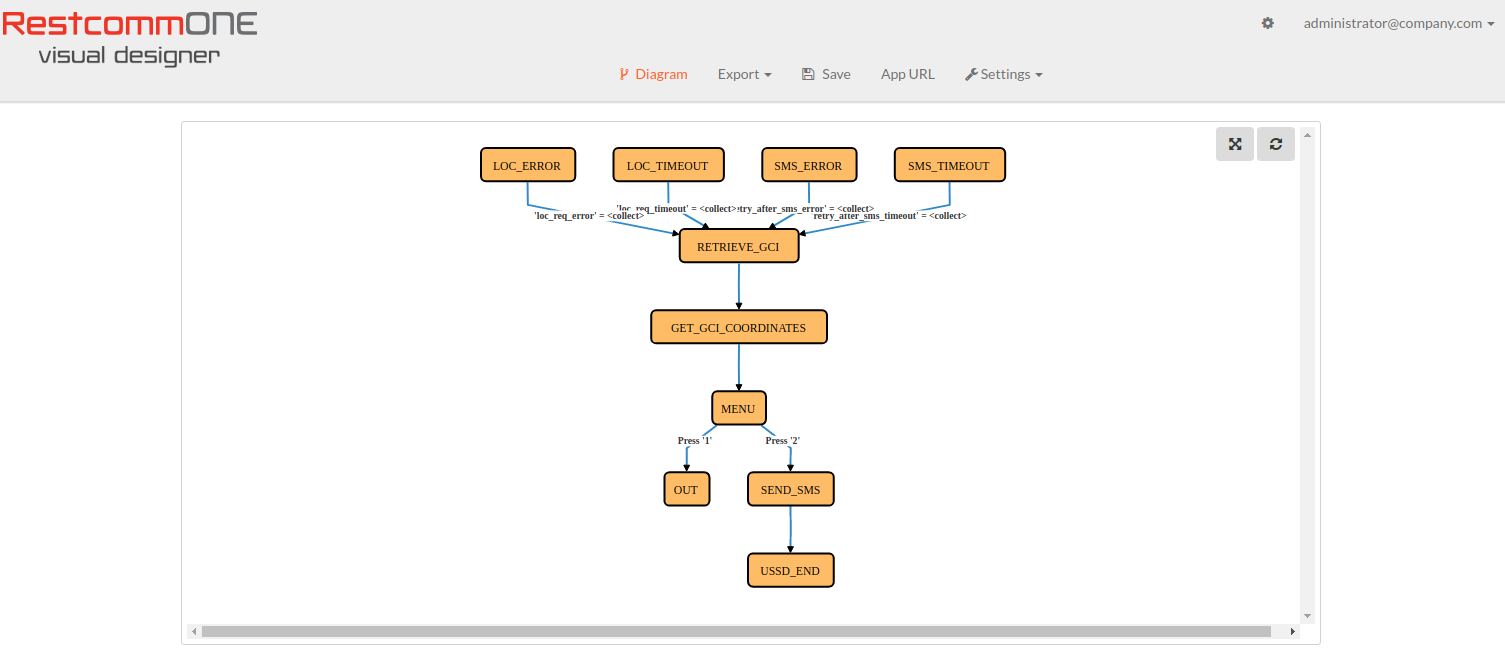 RestcommONE
visual designer
administrator@company.com
Diagram
Export
Save
App URL
Settings
LOC_ERROR
LOC_TIMEOUT
SMS_ERROR
SMS_TIMEOUT
'loc_req_timeout' = <collect>
etry_after_sms_error' = <collect>
'loc_req_error' = <collect>
retry_after_sms_timeout' = <collect>
RETRIEVE_GCI
GET_GCI_COORDINATES
MENU
Press '1'
Press '2'
OUT
SEND_SMS
USSD_END